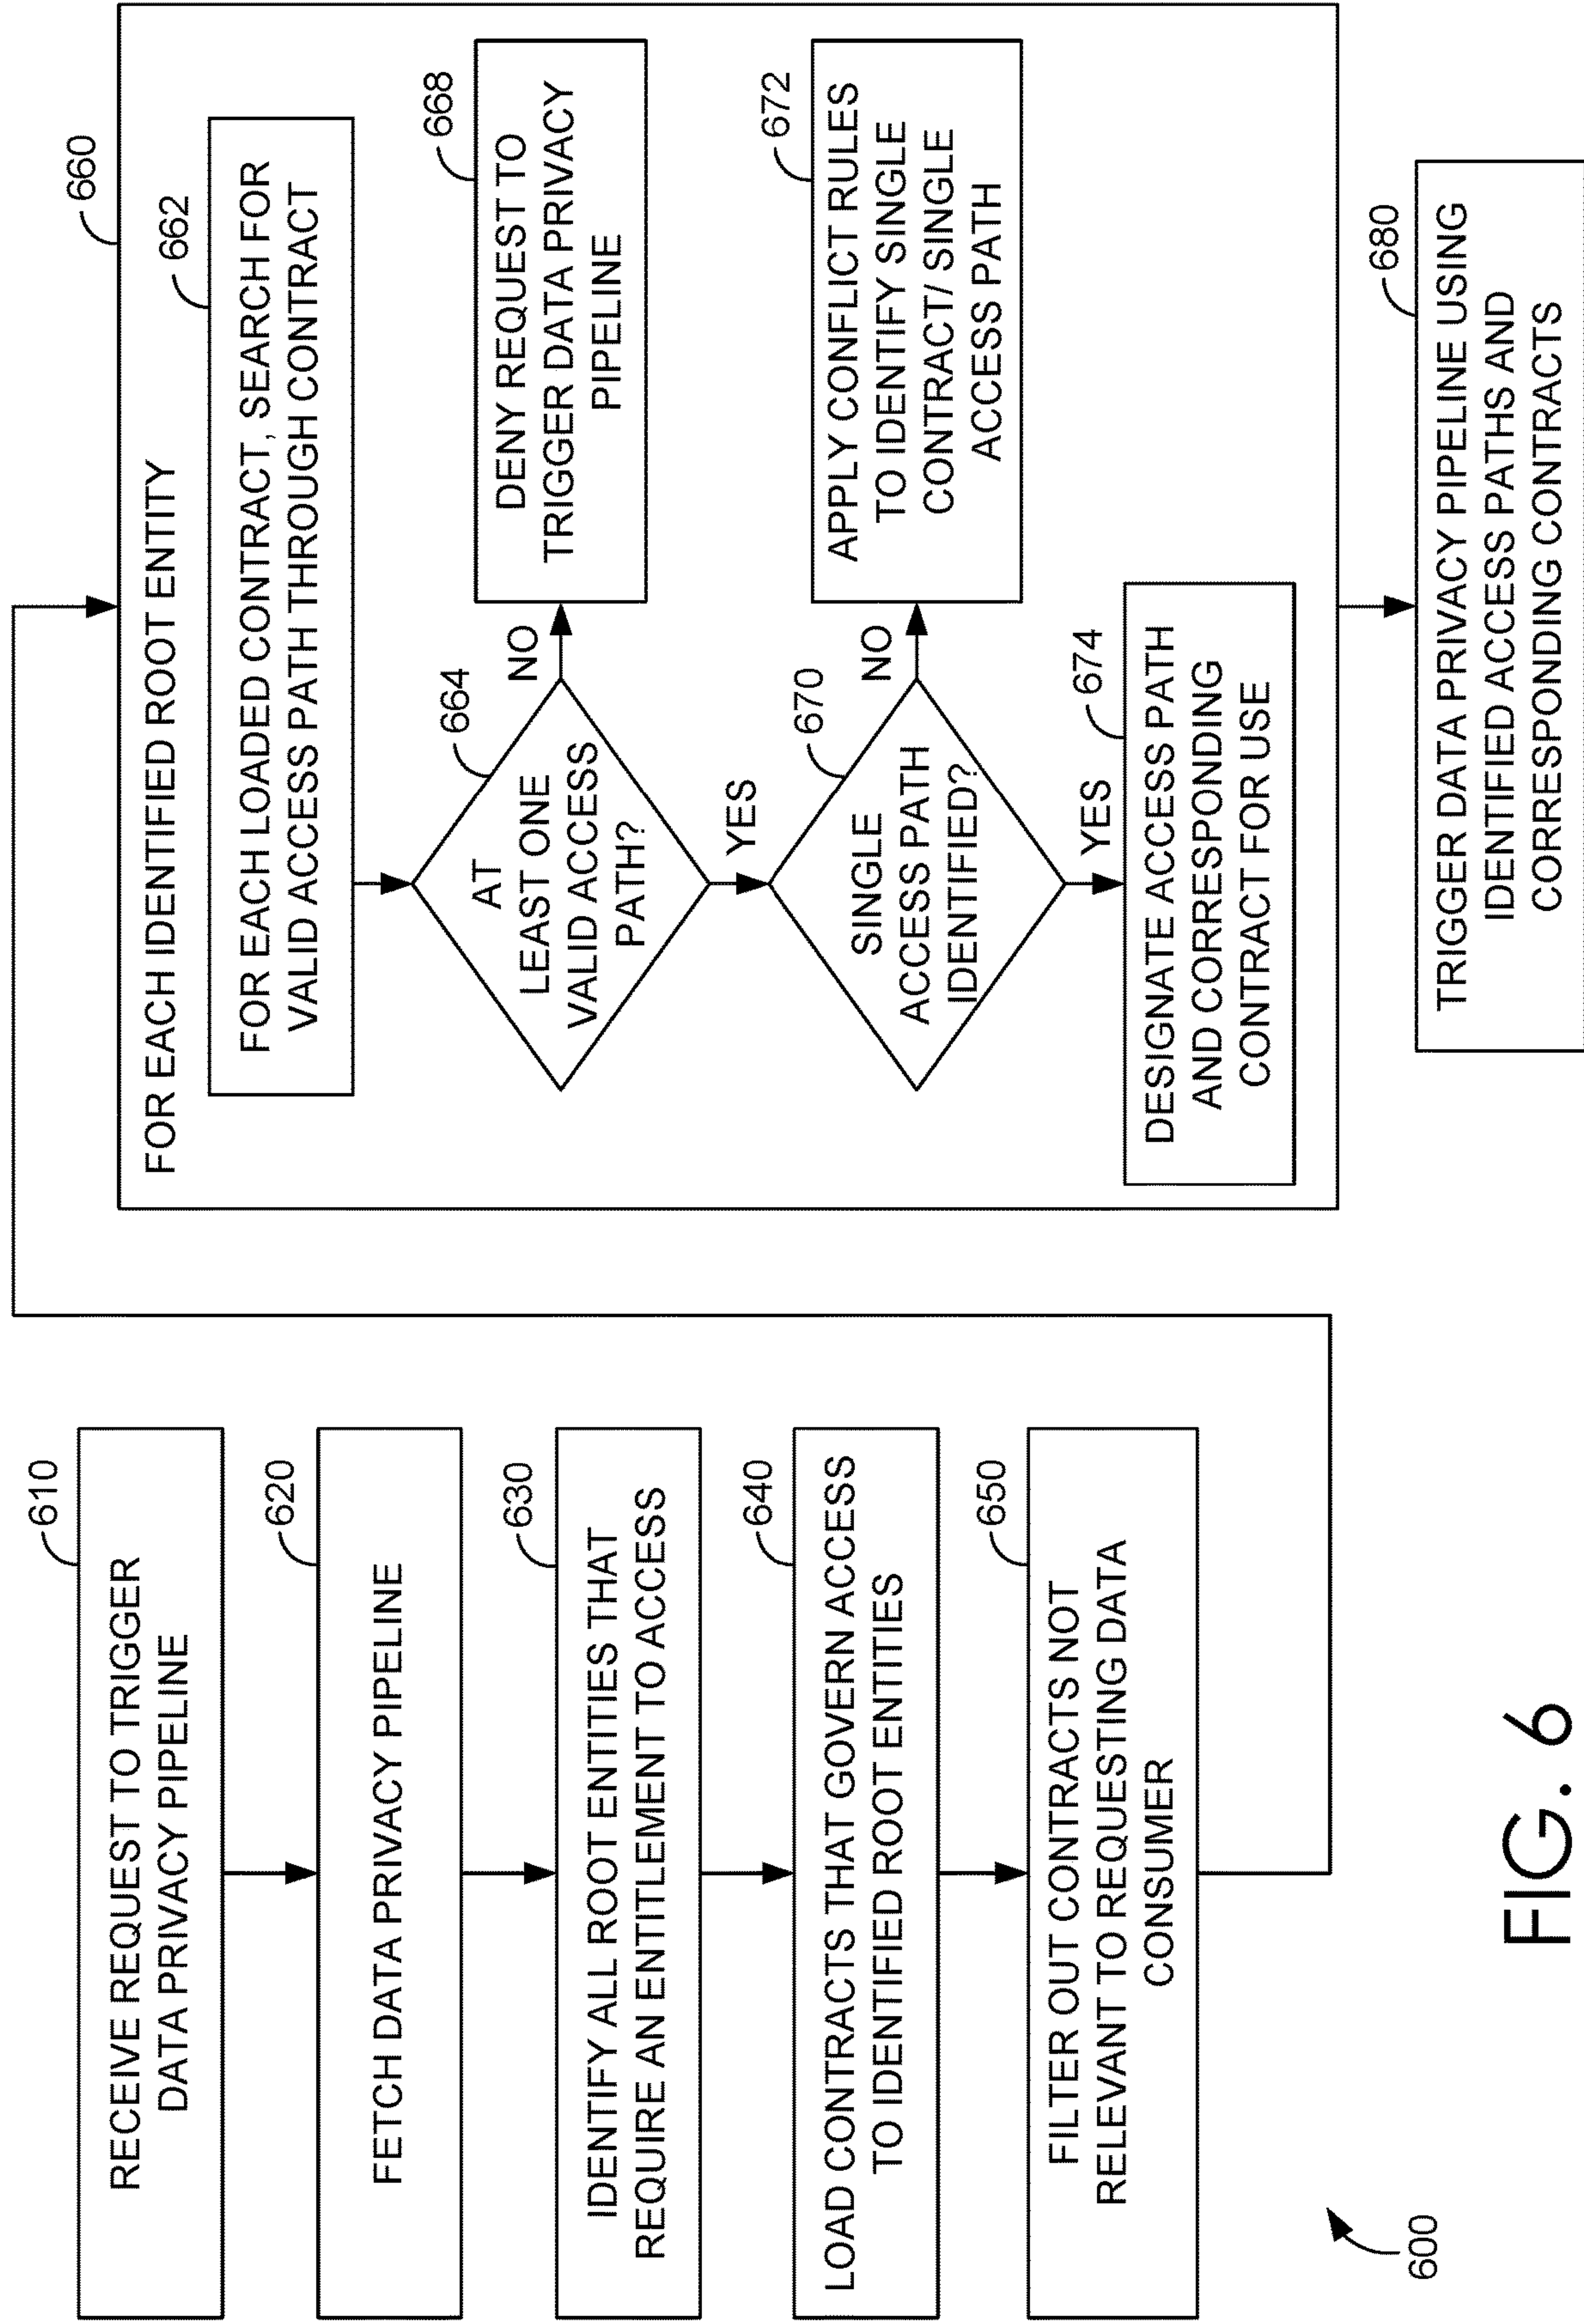 610
RECEIVE REQUEST TO TRIGGER
DATA PRIVACY PIPELINE
620
FETCH DATA PRIVACY PIPELINE
630
IDENTIFY ALL ROOT ENTITIES THAT
REQUIRE AN ENTITLEMENT TO ACCESS
640
LOAD CONTRACTS THAT GOVERN ACCESS
TO IDENTIFIED ROOT ENTITIES
650
FILTER OUT CONTRACTS NOT
RELEVANT TO REQUESTING DATA
CONSUMER
600
660
FOR EACH IDENTIFIED ROOT ENTITY
662
FOR EACH LOADED CONTRACT, SEARCH FOR
VALID ACCESS PATH THROUGH CONTRACT
664
AT
LEAST ONE
VALID ACCESS
PATH?
NO
668
DENY REQUEST TO
TRIGGER DATA PRIVACY
PIPELINE
YES
670
SINGLE
ACCESS PATH
IDENTIFIED?
NO
672
APPLY CONFLICT RULES
TO IDENTIFY SINGLE
CONTRACT/ SINGLE
ACCESS PATH
YES
674
DESIGNATE ACCESS PATH
AND CORRESPONDING
CONTRACT FOR USE
680
TRIGGER DATA PRIVACY PIPELINE USING
IDENTIFIED ACCESS PATHS AND
CORRESPONDING CONTRACTS
FIG. 6